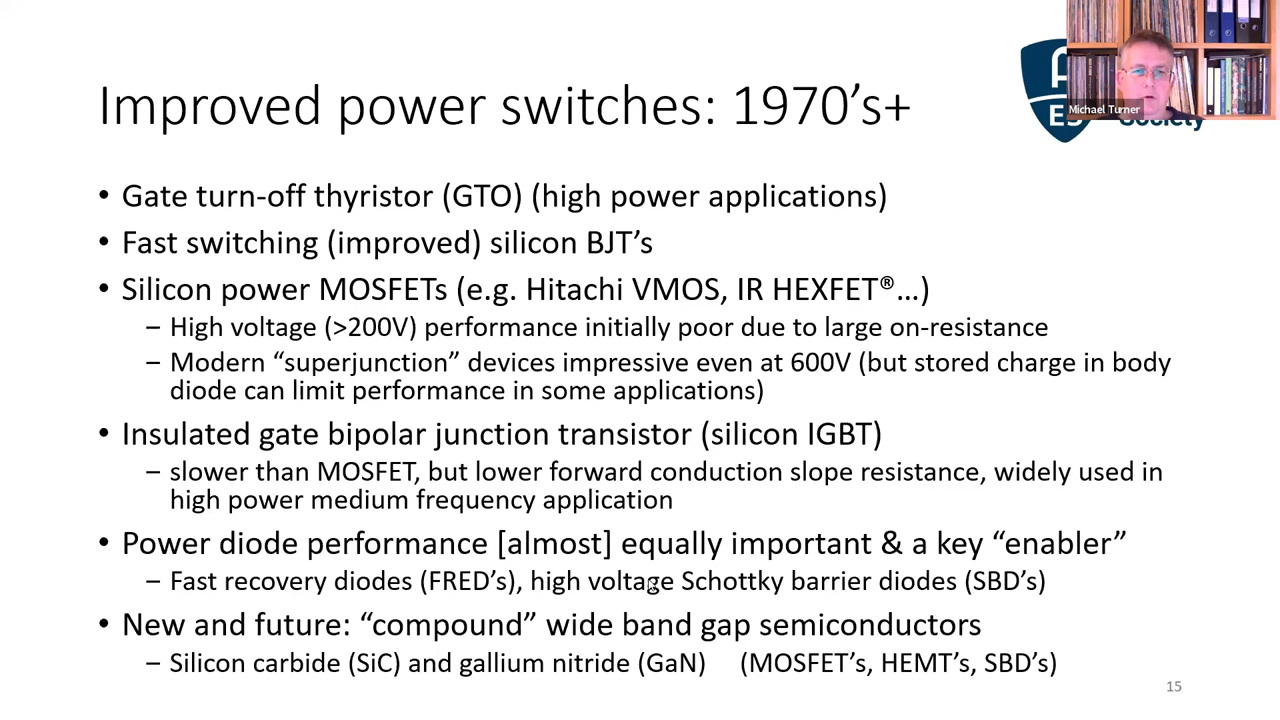 Improved power switches: 1970's+
Michael Turner
ES
Society
• Gate turn-off thyristor (GTO) (high power applications)
• Fast switching (improved) silicon BJT's
• Silicon power MOSFETs (e.g. Hitachi VMOS, IR HEXFET®…)
– High voltage (>200V) performance initially poor due to large on-resistance
– Modern “superjunction” devices impressive even at 600V (but stored charge in body
diode can limit performance in some applications)
• Insulated gate bipolar junction transistor (silicon IGBT)
– slower than MOSFET, but lower forward conduction slope resistance, widely used in
high power medium frequency application
• Power diode performance [almost] equally important & a key “enabler”
– Fast recovery diodes (FRED's), high voltage Schottky barrier diodes (SBD's)
• New and future: “compound” wide band gap semiconductors
– Silicon carbide (SiC) and gallium nitride (GaN) (MOSFET's, HEMT's, SBD's)
15